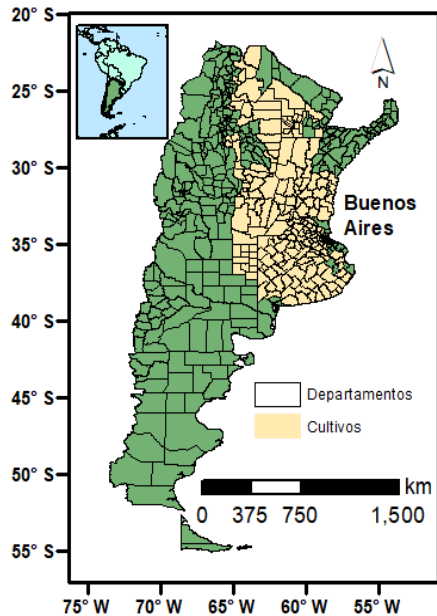 20° S
25° S
30° S
35° S
40° S
45° S
50° S
55° S
N
Buenos
Aires
Departamentos
Cultivos
km
0 375 750 1,500
75° W 70° W 65° W 60° W 55° W